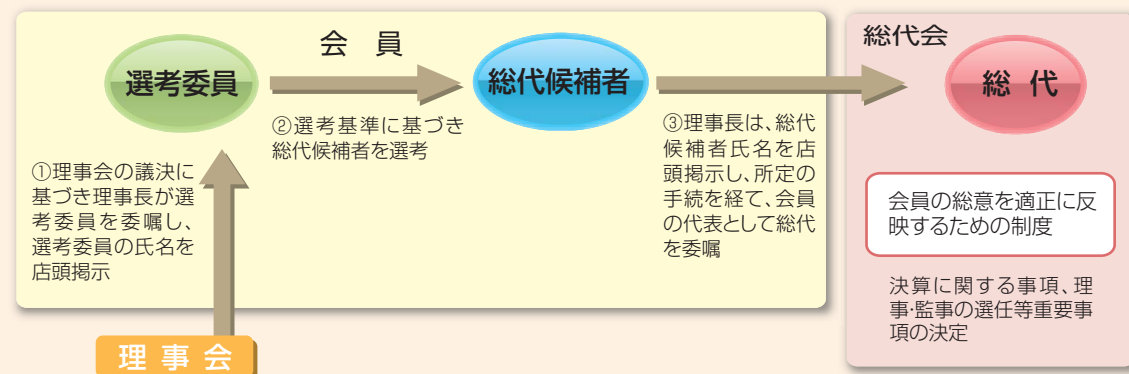 会 員
選考委員
総代候補者
①理事会の議決に
基づき理事長が選
考委員を委嘱し、
選考委員の氏名を
店頭掲示
②選考基準に基づき
総代候補者を選考
③理事長は、総代
候補者氏名を店
頭掲示し、所定の
手続を経て、会員
の代表として総代
を委嘱
理 事 会
総代会
総 代
会員の総意を適正に反
映するための制度
決算に関する事項、理
事・監事の選任等重要事
項の決定